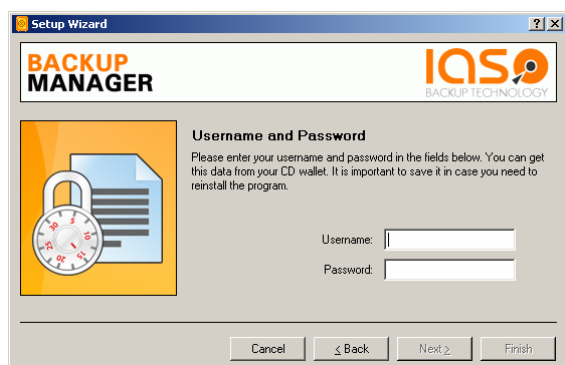 Setup Wizard
BACKUP
MANAGER
IASO
BACKUP TECHNOLOGY
Username and Password
Please enter your username and password in the fields below. You can get
this data from your CD wallet. It is important to save it in case you need to
reinstall the program.
Username:
Password:
Cancel
< Back
Next >
Finish